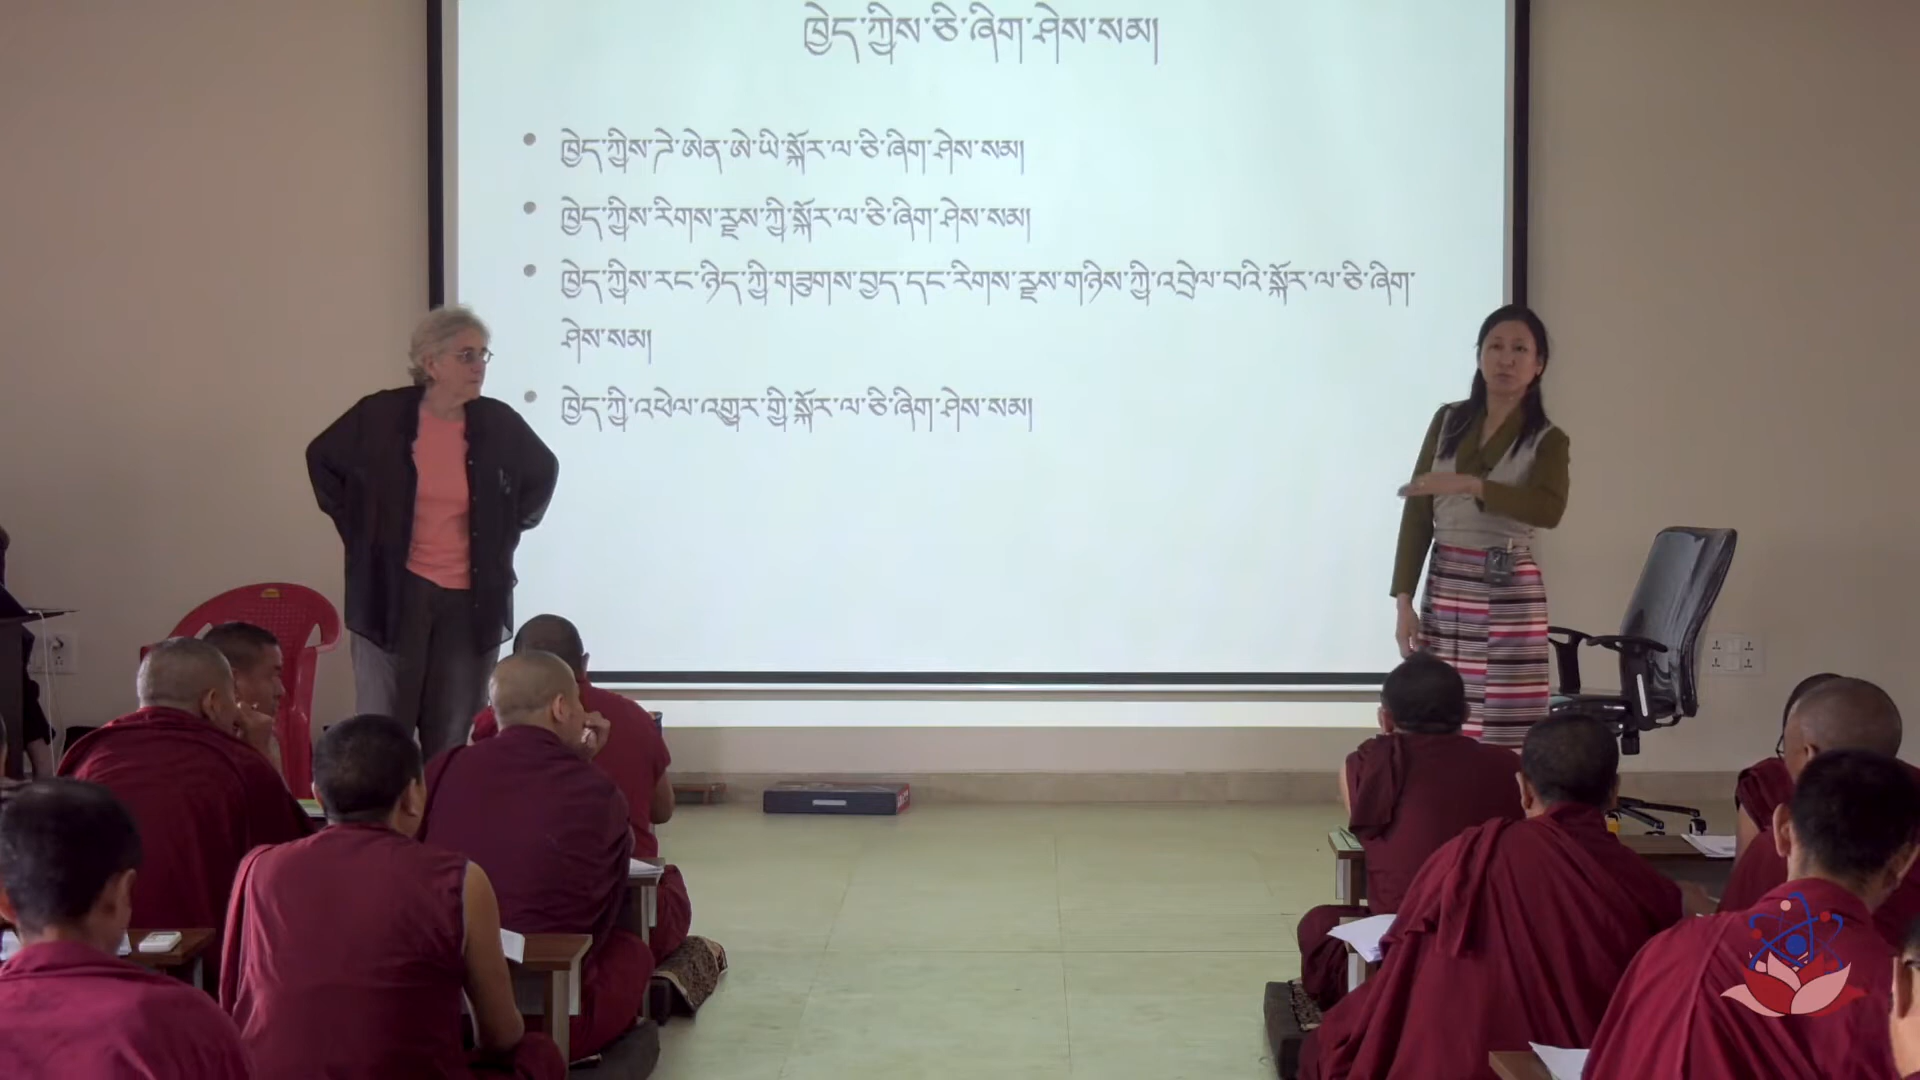 ཁྱེད་ཀྱིས་ཅི་ཞིག་ཤེས་སམ།
• ཁྱེད་ཀྱིས་ཌེ་ཨེན་ཨེ་ཡི་སྐོར་ལ་ཅི་ཞིག་ཤེས་སམ།
• ཁྱེད་ཀྱིས་རིགས་རྫས་ཀྱི་སྐོར་ལ་ཅི་ཞིག་ཤེས་སམ།
• ཁྱེད་ཀྱིས་རང་ཉིད་ཀྱི་གཟུགས་བྱད་དང་རིགས་རྫས་གཉིས་ཀྱི་འབྲེལ་བའི་སྐོར་ལ་ཅི་ཞིག་
ཤེས་སམ།
• ཁྱེད་ཀྱི་འཕེལ་འགྱུར་གྱི་སྐོར་ལ་ཅི་ཞིག་ཤེས་སམ།